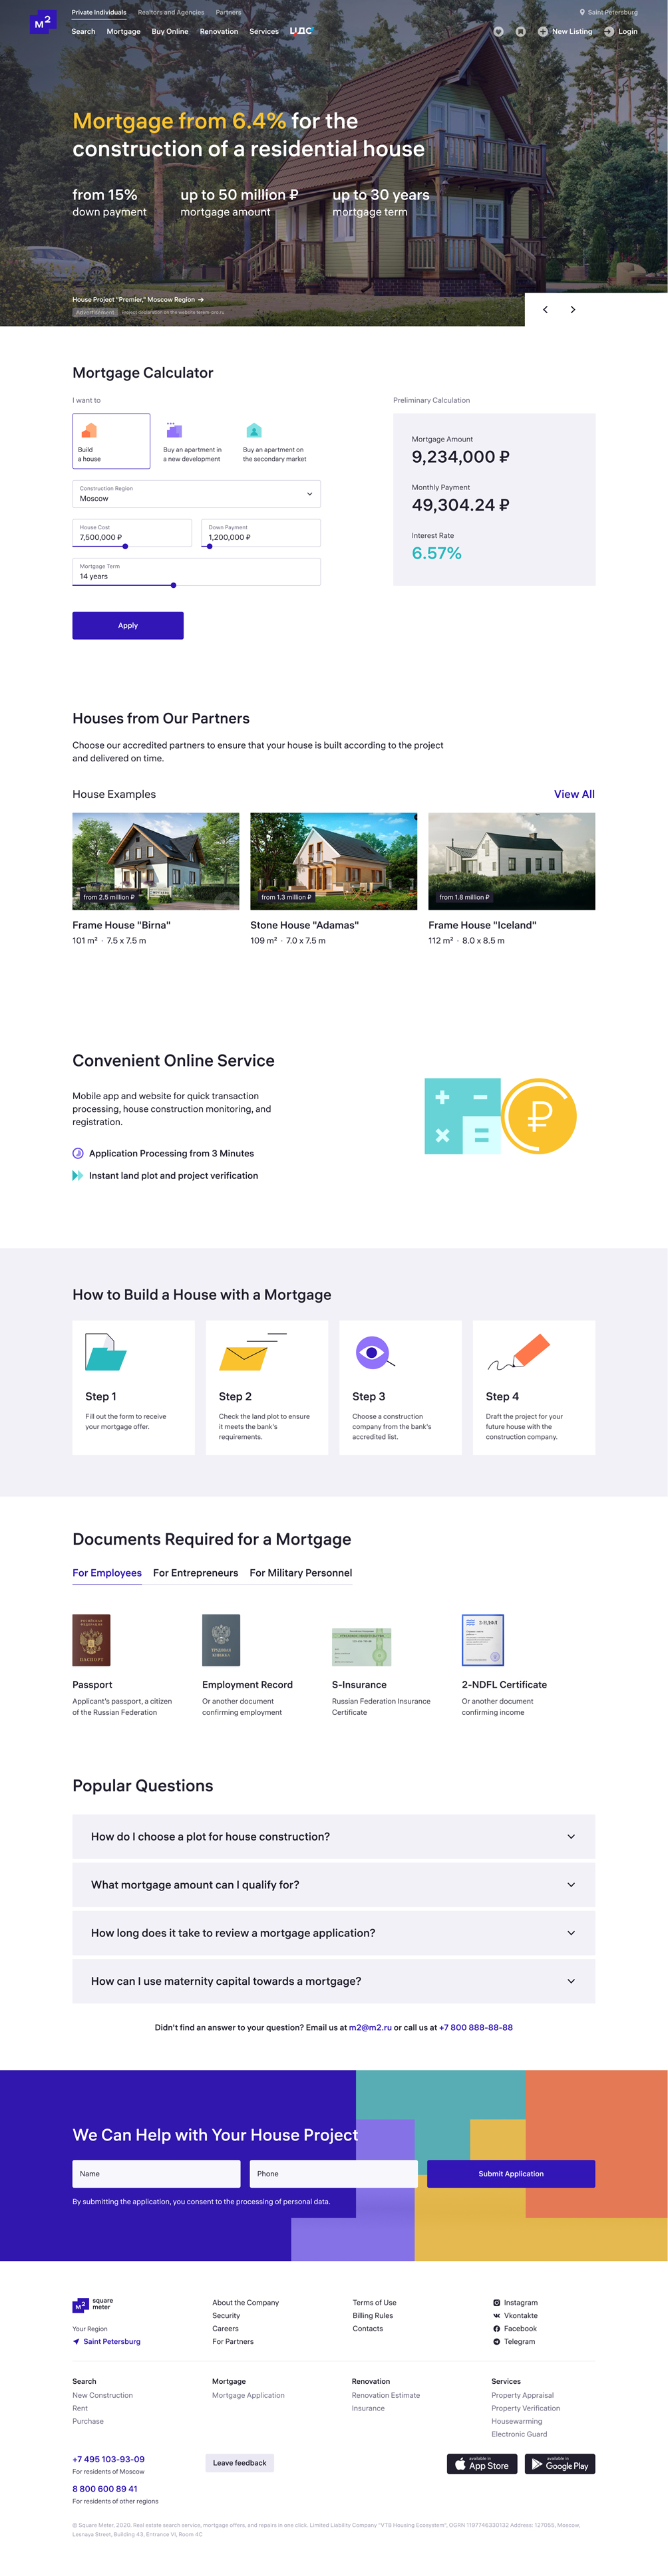 M²
Private Individuals Realtors and Agencies Partners Saint Petersburg
Search Mortgage Buy Online Renovation Services ЦДС New Listing Login
Mortgage from 6.4% for the
construction of a residential house
from 15% up to 50 million ₽ up to 30 years
down payment mortgage amount mortgage term
House Project "Premier," Moscow Region →
Advertisement Project declaration on the website
Mortgage Calculator
I want to
Build
a house
Buy an apartment in
a new development
Buy an apartment on
the secondary market
Construction Region
Moscow
House Cost
7,500,000 ₽
Down Payment
1,200,000 ₽
Mortgage Term
14 years
Apply
Preliminary Calculation
Mortgage Amount
9,234,000 ₽
Monthly Payment
49,304.24 ₽
Interest Rate
6.57%
Houses from Our Partners
Choose our accredited partners to ensure that your house is built according to the project
and delivered on time.
House Examples View All
from 2.5 million ₽
Frame House "Birna"
101 m² · 7.5 x 7.5 m
from 1.3 million ₽
Stone House "Adamas"
109 m² · 7.0 x 7.5 m
from 1.8 million ₽
Frame House "Iceland"
112 m² · 8.0 x 8.5 m
Convenient Online Service
Mobile app and website for quick transaction
processing, house construction monitoring, and
registration.
Application Processing from 3 Minutes
Instant land plot and project verification
₽
How to Build a House with a Mortgage
Step 1
Fill out the form to receive
your mortgage offer.
Step 2
Check the land plot to ensure
it meets the bank's
requirements.
Step 3
Choose a construction
company from the bank's
accredited list.
Step 4
Draft the project for your
future house with the
construction company.
Documents Required for a Mortgage
For Employees For Entrepreneurs For Military Personnel
РОССИЙСКАЯ
ФЕДЕРАЦИЯ
ПАСПОРТ
Passport
Applicant's passport, a citizen
of the Russian Federation
ТРУДОВАЯ
КНИЖКА
Employment Record
Or another document
confirming employment
S-Insurance
Russian Federation Insurance
Certificate
2-НДФЛ
2-NDFL Certificate
Or another document
confirming income
Popular Questions
How do I choose a plot for house construction?
What mortgage amount can I qualify for?
How long does it take to review a mortgage application?
How can I use maternity capital towards a mortgage?
Didn't find an answer to your question? Email us at m2@m2.ru or call us at +7 800 888-88-88
We Can Help with Your House Project
Name Phone Submit Application
By submitting the application, you consent to the processing of personal data.
M² square
meter
Your Region
Saint Petersburg
About the Company
Security
Careers
For Partners
Terms of Use
Billing Rules
Contacts
Instagram
Vkontakte
Facebook
Telegram
Search
New Construction
Rent
Purchase
Mortgage
Mortgage Application
Renovation
Renovation Estimate
Insurance
Services
Property Appraisal
Property Verification
Housewarming
Electronic Guard
+7 495 103-93-09
For residents of Moscow
8 800 600 89 41
For residents of other regions
Leave feedback
available in
App Store
available in
Google Play
© Square Meter, 2020. Real estate search service, mortgage offers, and repairs in one click. Limited Liability Company "VTB Housing Ecosystem", OGRN 1197746330132 Address: 127055, Moscow,
Lesnaya Street, Building 43, Entrance VI, Room 4C